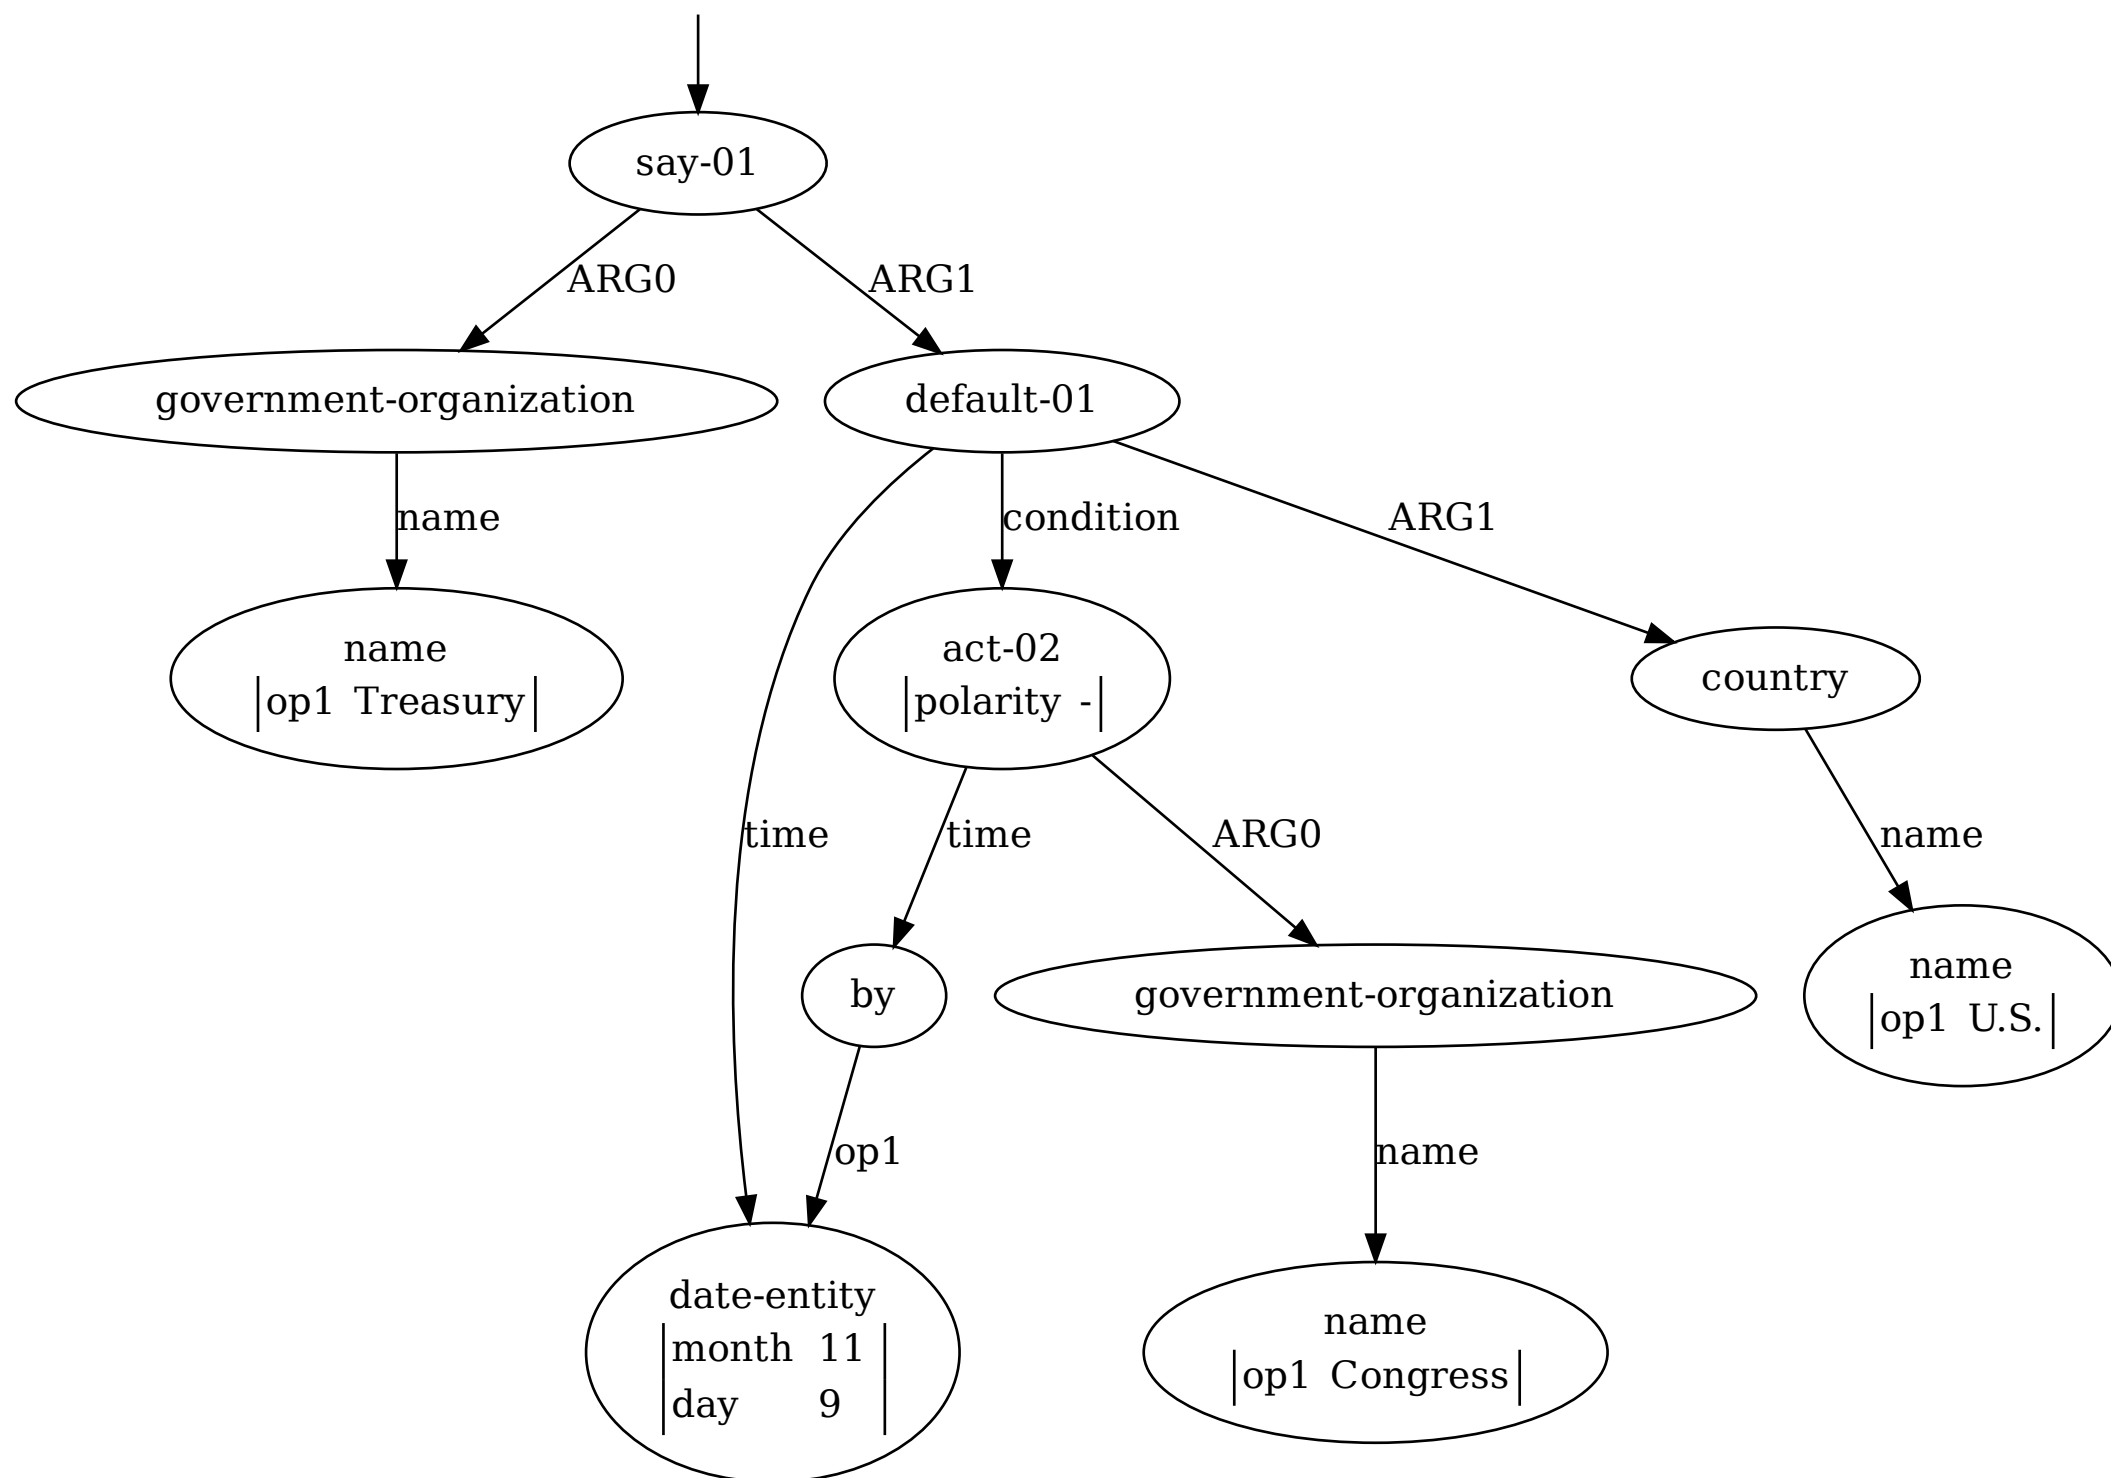 say-01
ARG0
ARG1
government-organization
default-01
name
condition
ARG1
name
op1 Treasury
act-02
polarity -
country
time
time
ARG0
name
by
government-organization
name
op1 U.S.
op1
name
date-entity
month 11
day 9
name
op1 Congress